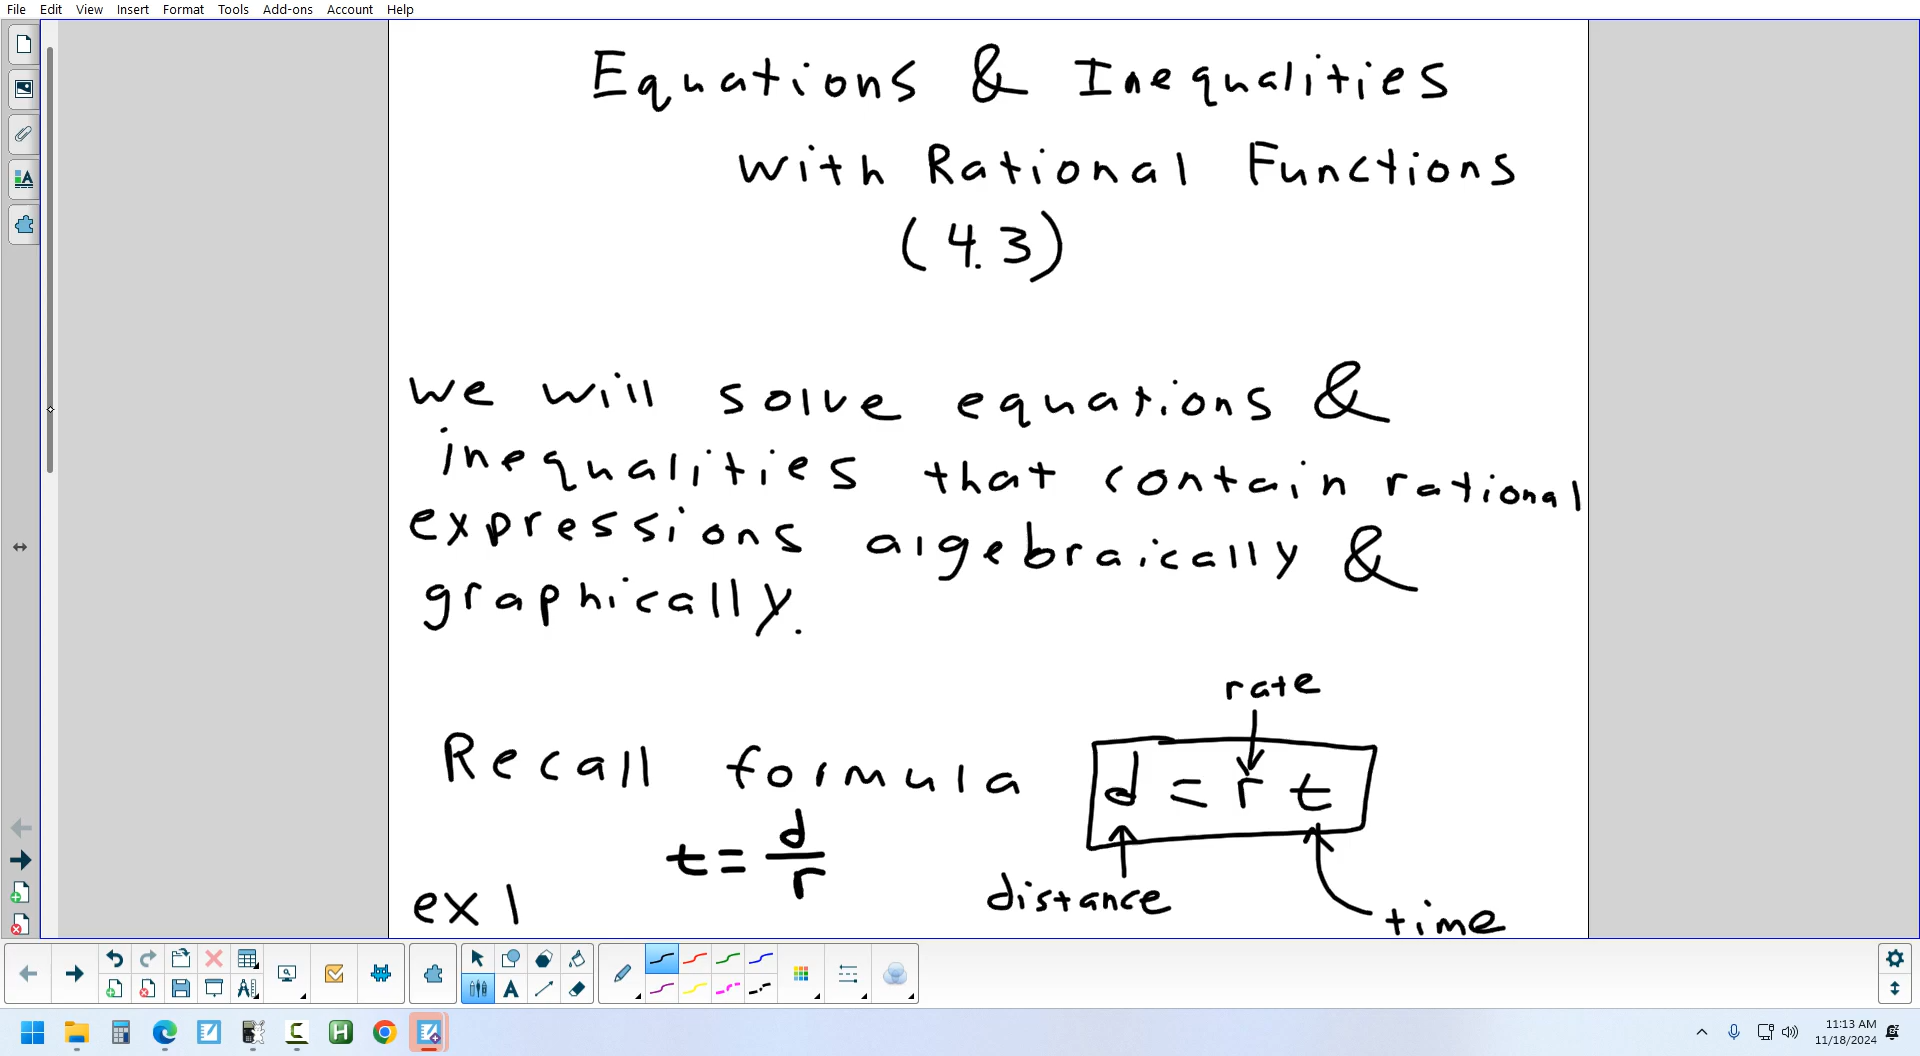 File Edit View Insert Format Tools Add-ons Account Help
Equations & Inequalities
with Rational Functions
(4.3)
we will solve equations &
inequalities that contain rational
expressions algebraically &
graphically.
rate
Recall formula d = r t
t = d/r
distance
time
ex 1
11:13 AM
11/18/2024